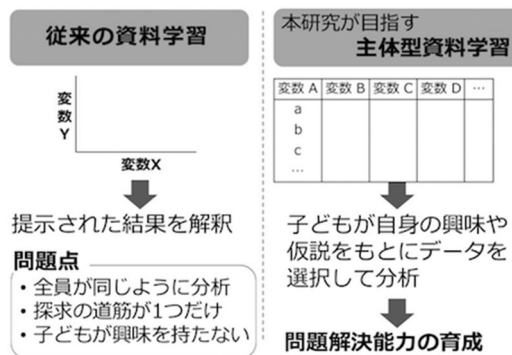 従来の資料学習
変数Y
変数X
提示された結果を解釈
問題点
・全員が同じように分析
・探求の道筋が1つだけ
・子どもが興味を持たない
本研究が目指す
主体型資料学習
変数 A 変数 B 変数 C 変数 D …
a
b
c
…
子どもが自身の興味や
仮説をもとにデータを
選択して分析
問題解決能力の育成